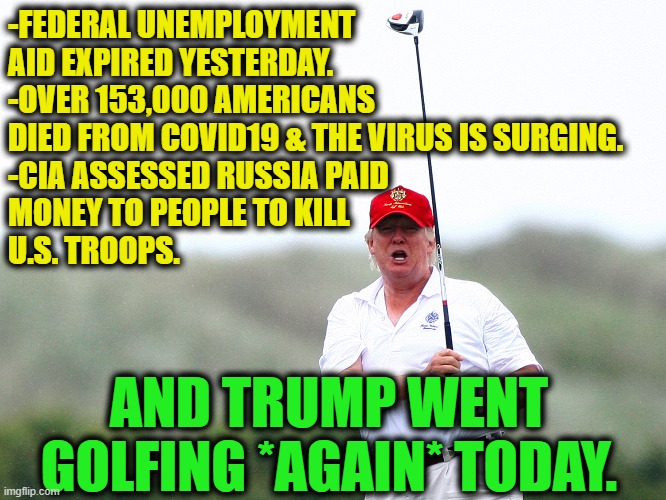 -FEDERAL UNEMPLOYMENT
AID EXPIRED YESTERDAY.
-OVER 153,000 AMERICANS
DIED FROM COVID19 & THE VIRUS IS SURGING.
-CIA ASSESSED RUSSIA PAID
MONEY TO PEOPLE TO KILL
U.S. TROOPS.
AND TRUMP WENT
GOLFING *AGAIN* TODAY.
imgflip.com